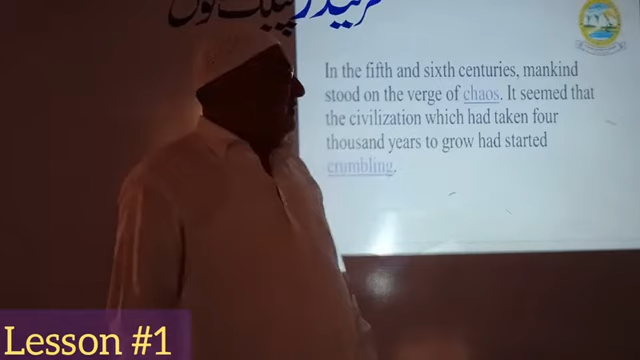 In the fifth and sixth centuries, mankind
stood on the verge of chaos. It seemed that
the civilization which had taken four
thousand years to grow had started
crumbling.
Lesson #1